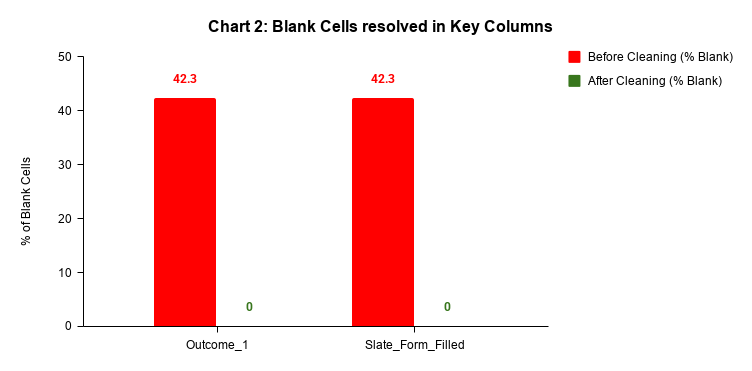 Chart 2: Blank Cells resolved in Key Columns
Before Cleaning (% Blank)
After Cleaning (% Blank)
% of Blank Cells
50
40
30
20
10
0
42.3
0
42.3
0
Outcome_1
Slate_Form_Filled